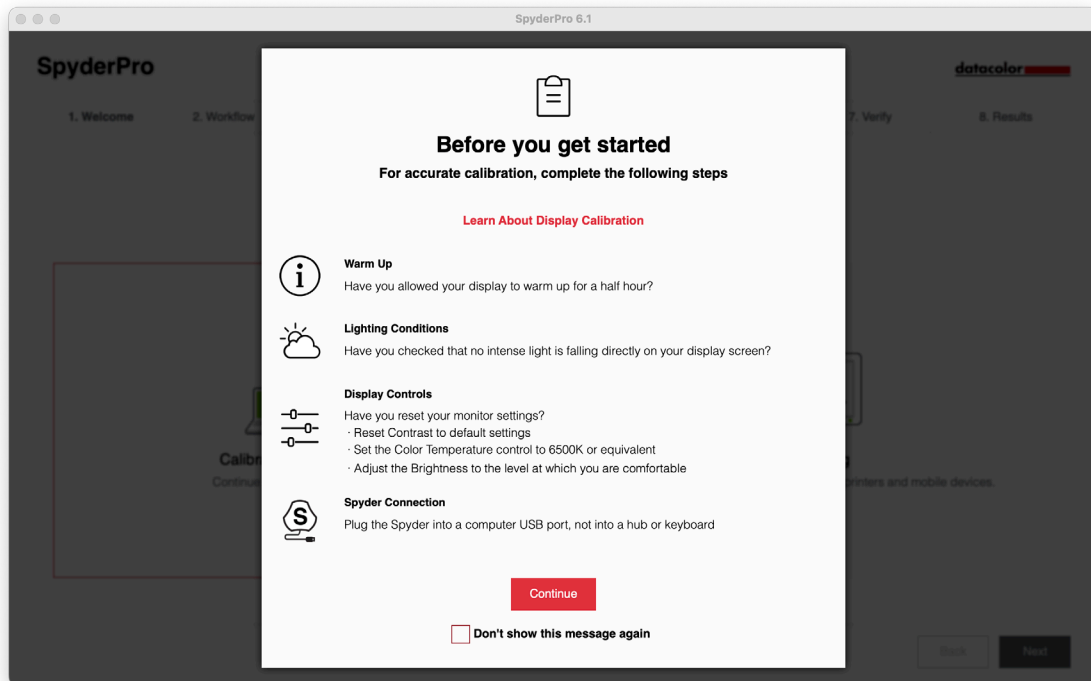 SpyderPro 6.1
SpyderPro
datacolor
1. Welcome
2. Workflow
7. Verify
8. Results
Before you get started
For accurate calibration, complete the following steps
Learn About Display Calibration
Warm Up
Have you allowed your display to warm up for a half hour?
Lighting Conditions
Have you checked that no intense light is falling directly on your display screen?
Display Controls
Have you reset your monitor settings?
· Reset Contrast to default settings
· Set the Color Temperature control to 6500K or equivalent
· Adjust the Brightness to the level at which you are comfortable
S
Spyder Connection
Plug the Spyder into a computer USB port, not into a hub or keyboard
Continue
printers and mobile devices.
Continue
Don't show this message again
Back
Next